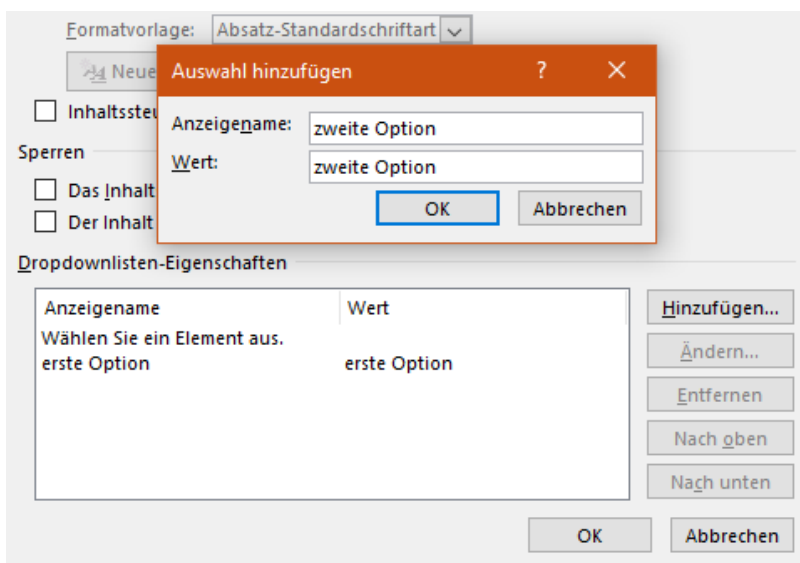 Formatvorlage: Absatz-Standardschriftart
Neue
Auswahl hinzufügen ? ×
Inhaltssteu
Anzeigename: zweite Option
Sperren
Wert: zweite Option
Das Inhalt
OK Abbrechen
Der Inhalt
Dropdownlisten-Eigenschaften
Anzeigename Wert Hinzufügen...
Wählen Sie ein Element aus.
erste Option erste Option Ändern...
Entfernen
Nach oben
Nach unten
OK Abbrechen